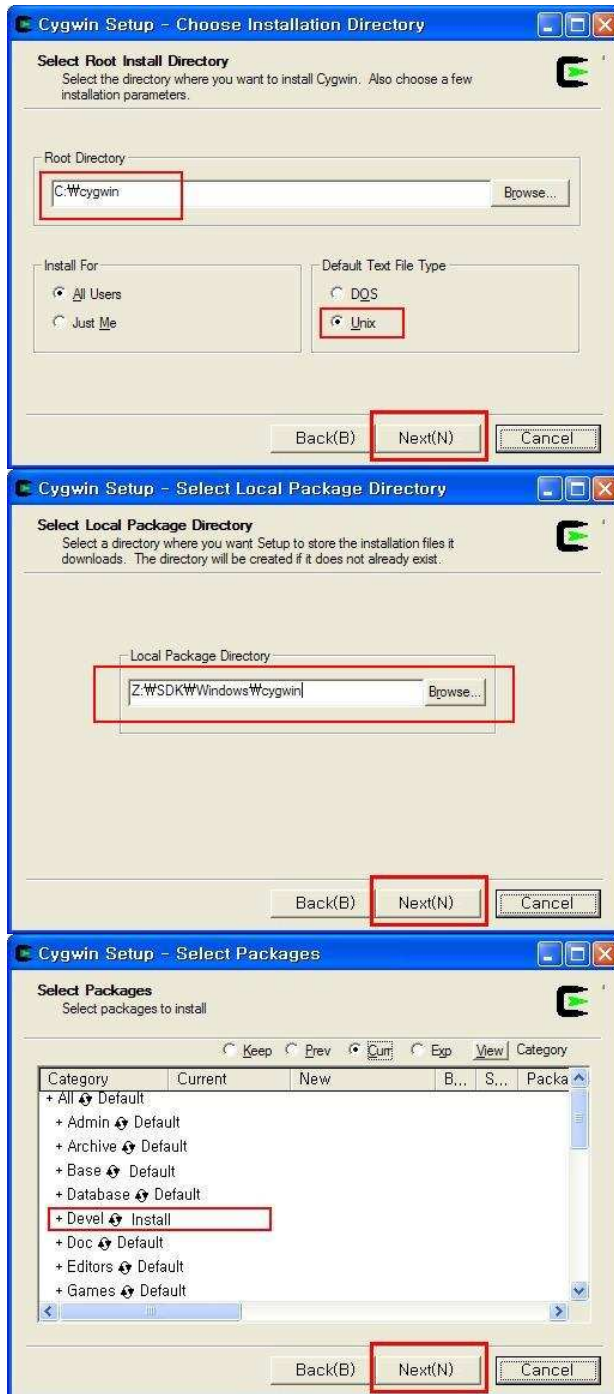 Cygwin Setup - Choose Installation Directory
Select Root Install Directory
Select the directory where you want to install Cygwin. Also choose a few
installation parameters.
Root Directory
C:₩cygwin
Browse...
Install For
Default Text File Type
All Users
DOS
Just Me
Unix
Back(B)
Next(N)
Cancel
Cygwin Setup - Select Local Package Directory
Select Local Package Directory
Select a directory where you want Setup to store the installation files it
downloads. The directory will be created if it does not already exist.
Local Package Directory
Z:₩SDK₩Windows₩cygwin
Browse...
Back(B)
Next(N)
Cancel
Cygwin Setup - Select Packages
Select Packages
Select packages to install
Keep Prev Curr Exp View Category
Category Current New B... S... Packa
+ All Default
+ Admin Default
+ Archive Default
+ Base Default
+ Database Default
+ Devel Install
+ Doc Default
+ Editors Default
+ Games Default
Back(B)
Next(N)
Cancel